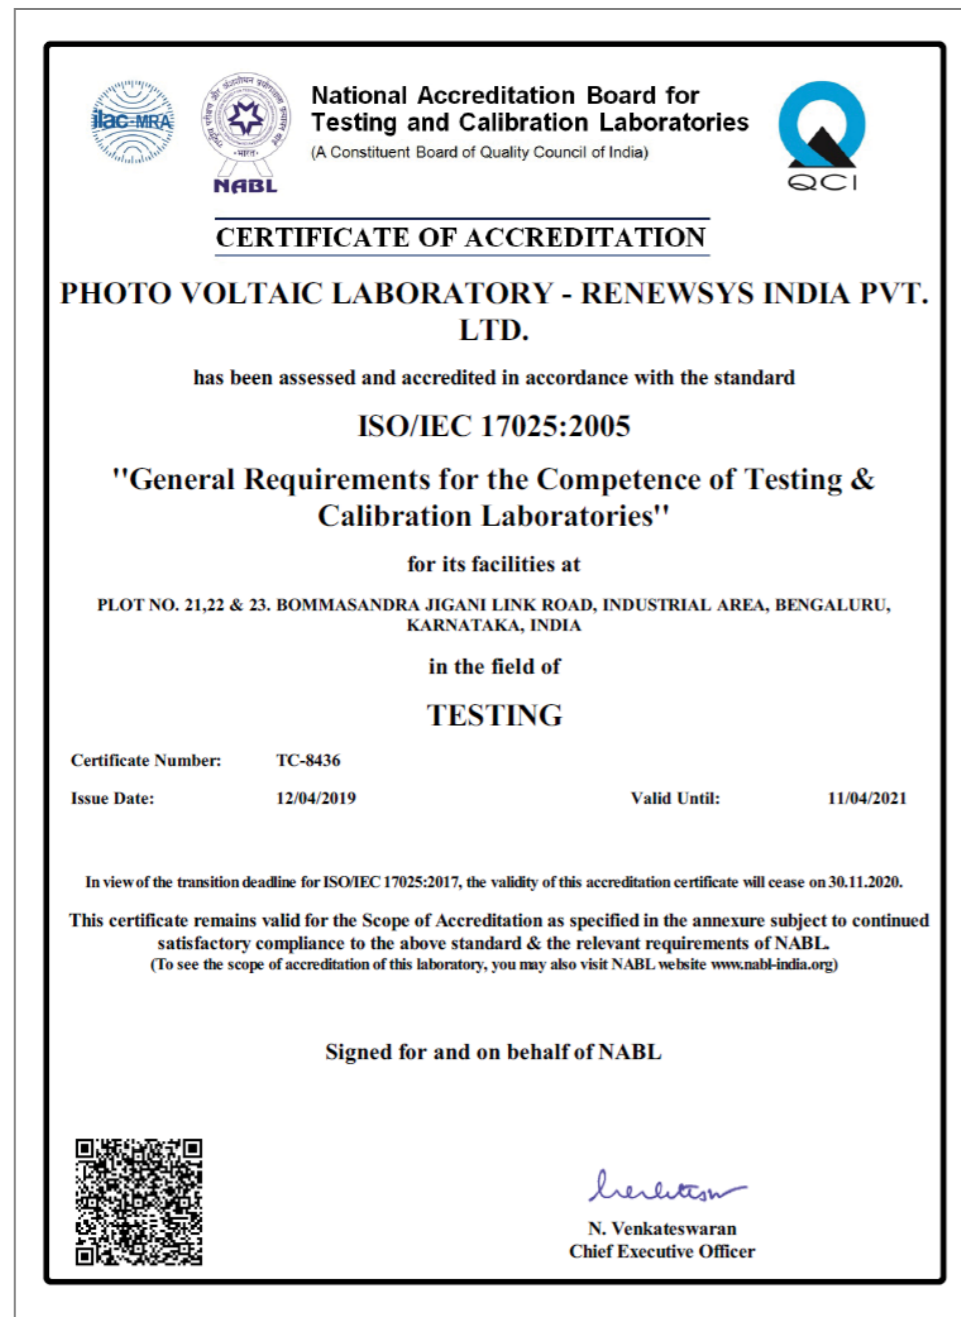 ilac-MRA
NABL
National Accreditation Board for
Testing and Calibration Laboratories
(A Constituent Board of Quality Council of India)
QCI
CERTIFICATE OF ACCREDITATION
PHOTO VOLTAIC LABORATORY - RENEWSYS INDIA PVT.
LTD.
has been assessed and accredited in accordance with the standard
ISO/IEC 17025:2005
"General Requirements for the Competence of Testing &
Calibration Laboratories"
for its facilities at
PLOT NO. 21,22 & 23. BOMMASANDRA JIGANI LINK ROAD, INDUSTRIAL AREA, BENGALURU,
KARNATAKA, INDIA
in the field of
TESTING
Certificate Number: TC-8436
Issue Date: 12/04/2019 Valid Until: 11/04/2021
In view of the transition deadline for ISO/IEC 17025:2017, the validity of this accreditation certificate will cease on 30.11.2020.
This certificate remains valid for the Scope of Accreditation as specified in the annexure subject to continued
satisfactory compliance to the above standard & the relevant requirements of NABL.
(To see the scope of accreditation of this laboratory, you may also visit NABL website www.nabl-india.org)
Signed for and on behalf of NABL
N. Venkateswaran
Chief Executive Officer